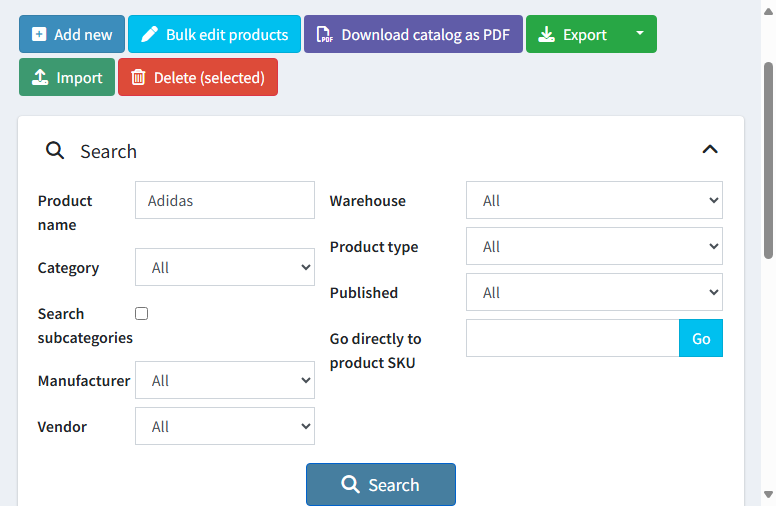 Add new
Bulk edit products
Download catalog as PDF
Export
Import
Delete (selected)
Search
Product name
Adidas
Category
All
Search subcategories
Manufacturer
All
Vendor
All
Warehouse
All
Product type
All
Published
All
Go directly to product SKU
Go
Search